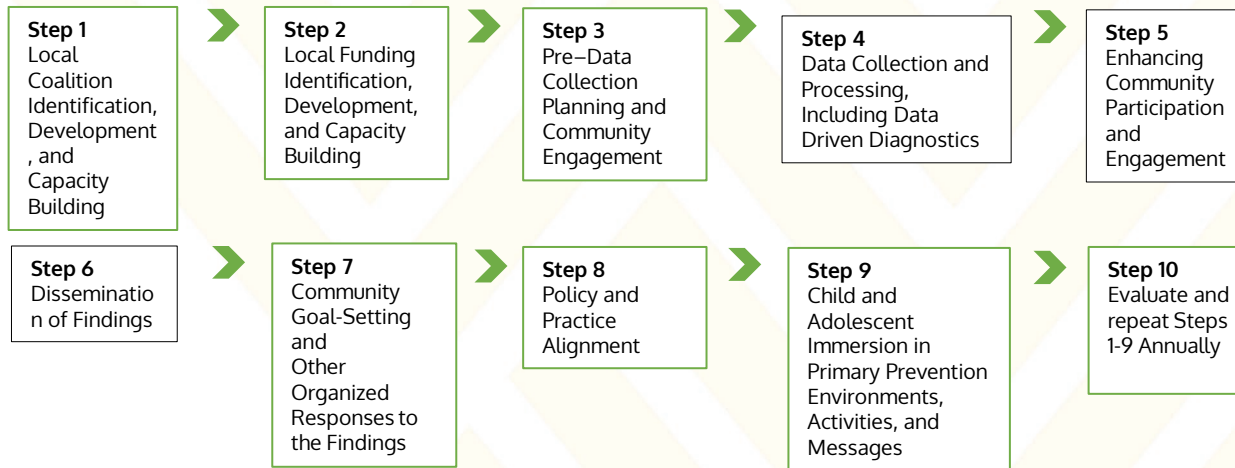 Step 1
Local
Coalition
Identification,
Development
, and
Capacity
Building
Step 2
Local Funding
Identification,
Development,
and Capacity
Building
Step 3
Pre–Data
Collection
Planning and
Community
Engagement
Step 4
Data Collection and
Processing,
Including Data
Driven Diagnostics
Step 5
Enhancing
Community
Participation
and
Engagement
Step 6
Disseminatio
n of Findings
Step 7
Community
Goal-Setting
and
Other
Organized
Responses to
the Findings
Step 8
Policy and
Practice
Alignment
Step 9
Child and
Adolescent
Immersion in
Primary Prevention
Environments,
Activities, and
Messages
Step 10
Evaluate and
repeat Steps
1-9 Annually